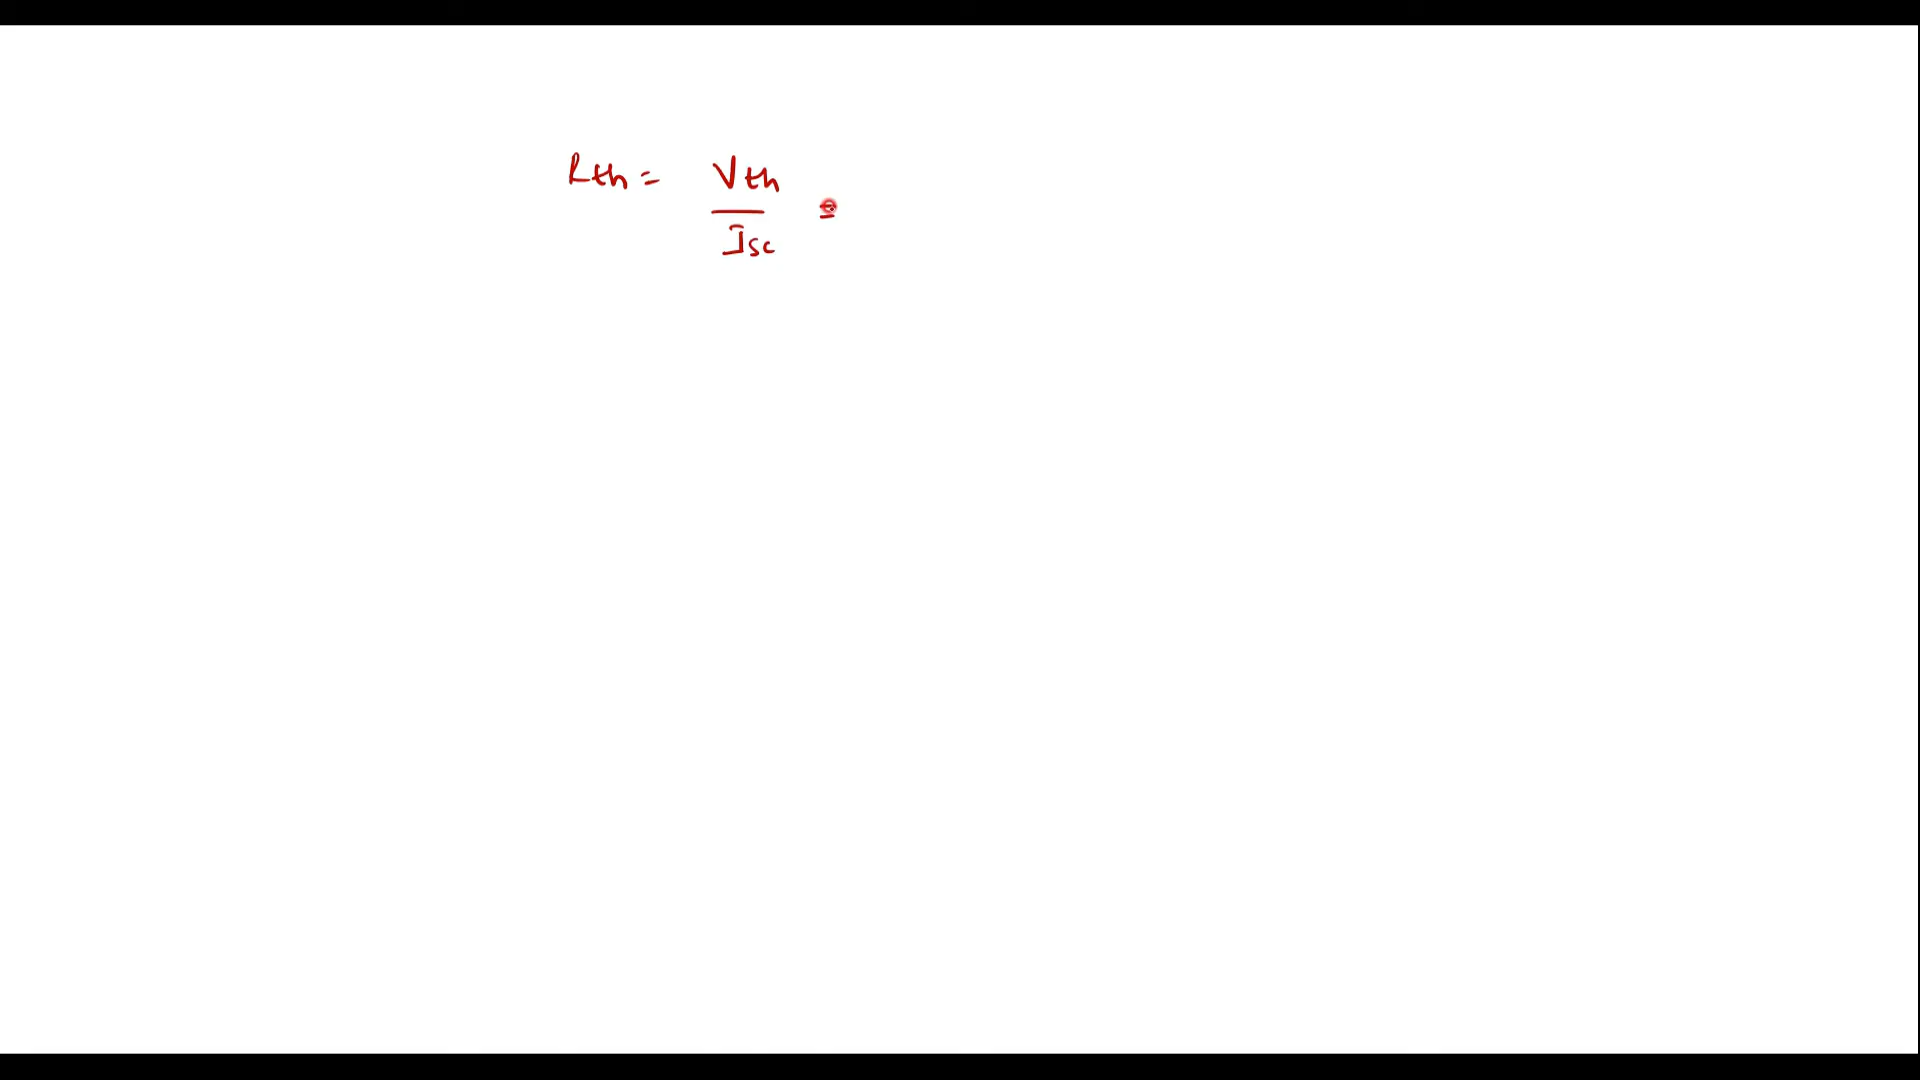 Rth = Vth =
Isc